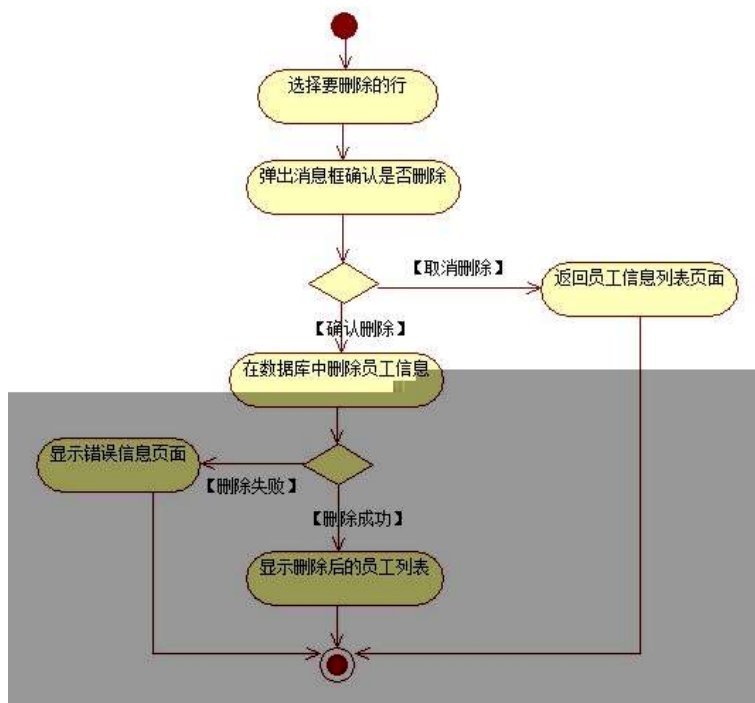 选择要删除的行
弹出消息框确认是否删除
【取消删除】
返回员工信息列表页面
【确认删除】
在数据库中删除员工信息
显示错误信息页面
【删除失败】
【删除成功】
显示删除后的员工列表